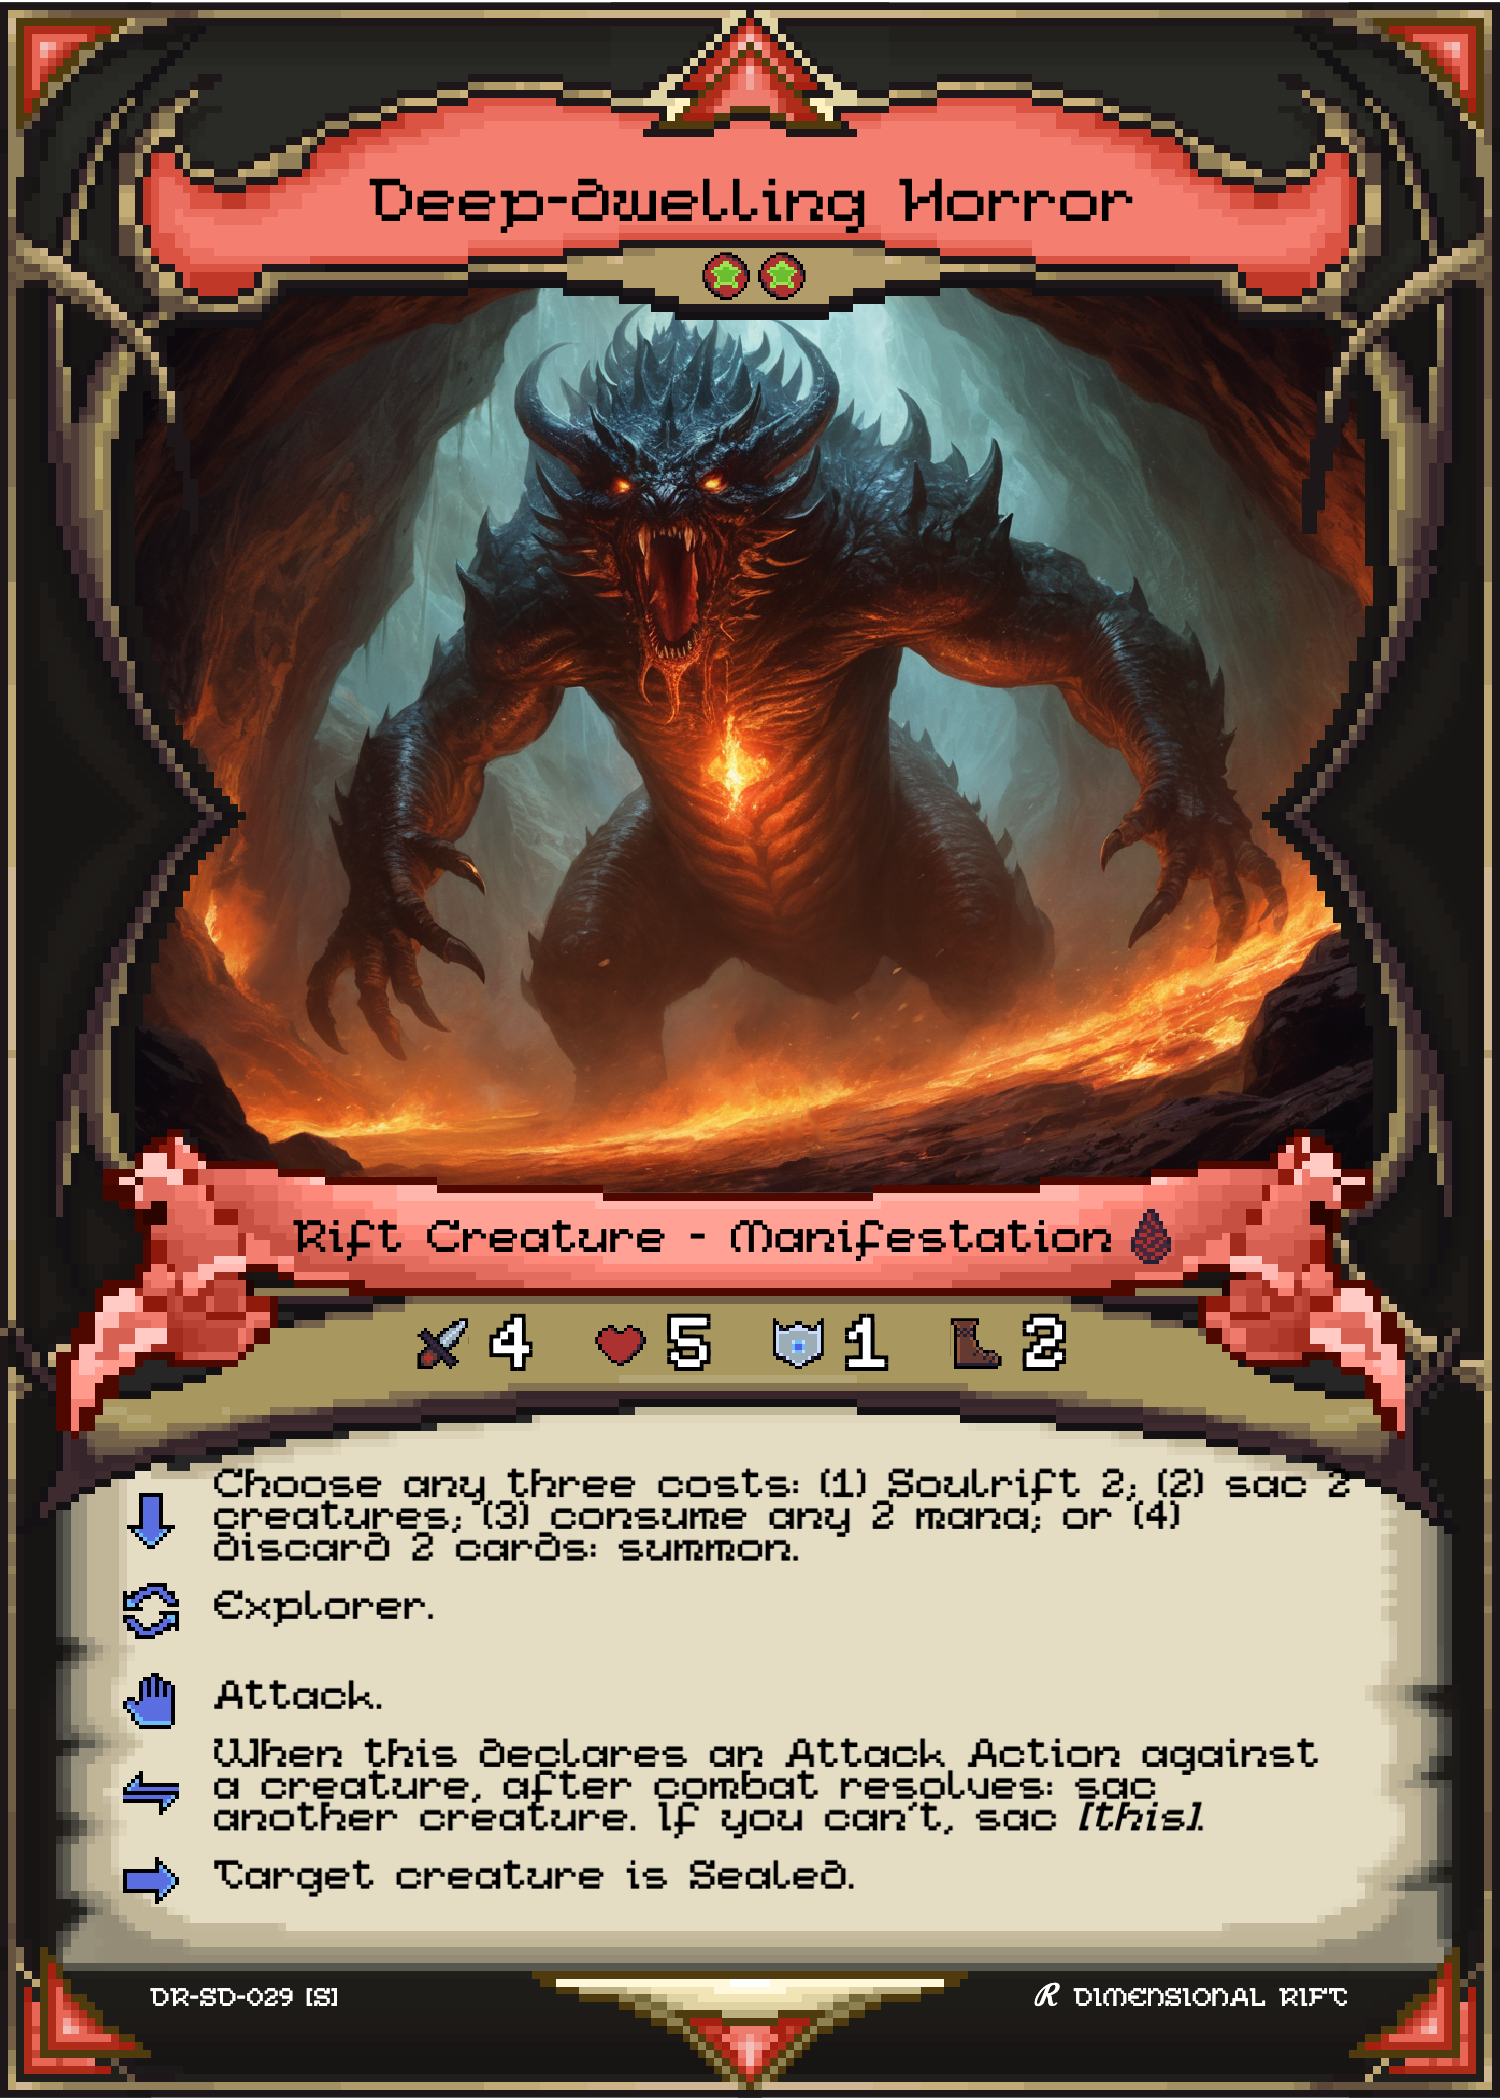 Deep-dwelling Horror
Rift Creature - Manifestation
4 5 1 2
Choose any three costs: (1) Soulrift 2; (2) sac 2
creatures; (3) consume any 2 mana; or (4)
discard 2 cards: summon.
Explorer.
Attack.
When this declares an Attack Action against
a creature, after combat resolves: sac
another creature. If you can't, sac [this].
Target creature is Sealed.
DR-SD-029 [S]
R DIMENSIONAL RIFT